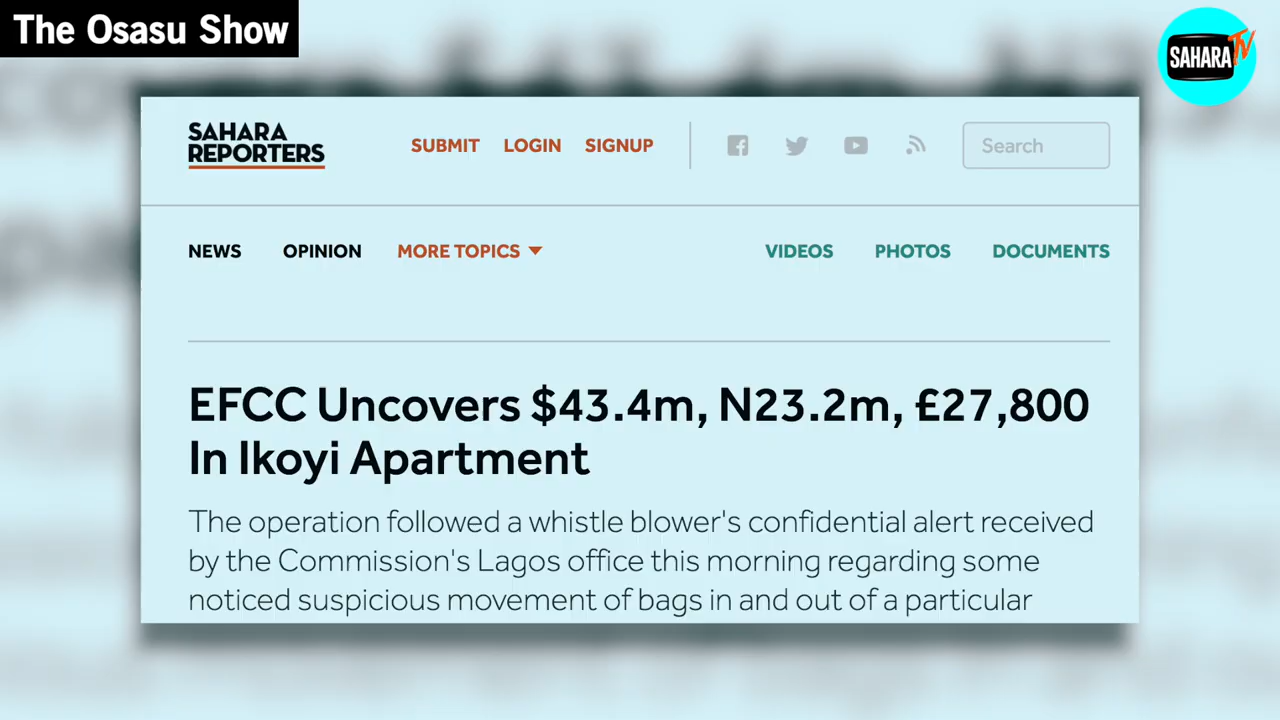 The Osasu Show
SAHARA TV
SAHARA
REPORTERS
SUBMIT LOGIN SIGNUP
Search
NEWS OPINION MORE TOPICS VIDEOS PHOTOS DOCUMENTS
EFCC Uncovers $43.4m, N23.2m, £27,800
In Ikoyi Apartment
The operation followed a whistle blower's confidential alert received
by the Commission's Lagos office this morning regarding some
noticed suspicious movement of bags in and out of a particular